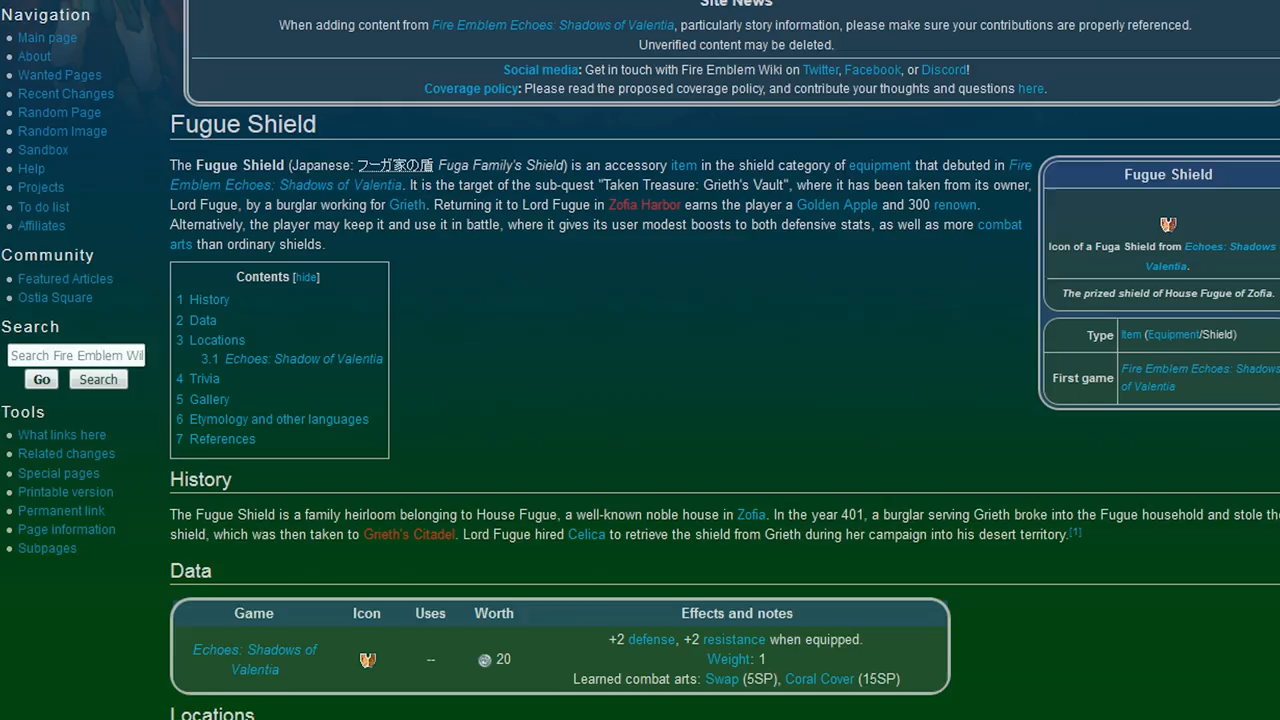 Navigation
Main page
About
Wanted Pages
Recent Changes
Random Page
Random Image
Sandbox
Help
Projects
To do list
Affiliates
Community
Featured Articles
Ostia Square
Search
Search Fire Emblem Wil
Go Search
Tools
What links here
Related changes
Special pages
Printable version
Permanent link
Page information
Subpages
Site News
When adding content from Fire Emblem Echoes: Shadows of Valentia, particularly story information, please make sure your contributions are properly referenced.
Unverified content may be deleted.
Social media: Get in touch with Fire Emblem Wiki on Twitter, Facebook, or Discord!
Coverage policy: Please read the proposed coverage policy, and contribute your thoughts and questions here.
Fugue Shield
The Fugue Shield (Japanese: フーガ家の盾 Fuga Family's Shield) is an accessory item in the shield category of equipment that debuted in Fire
Emblem Echoes: Shadows of Valentia. It is the target of the sub-quest "Taken Treasure: Grieth's Vault", where it has been taken from its owner,
Lord Fugue, by a burglar working for Grieth. Returning it to Lord Fugue in Zofia Harbor earns the player a Golden Apple and 300 renown.
Alternatively, the player may keep it and use it in battle, where it gives its user modest boosts to both defensive stats, as well as more combat
arts than ordinary shields.
Fugue Shield
Icon of a Fuga Shield from Echoes: Shadows
Valentia.
The prized shield of House Fugue of Zofia.
Type Item (Equipment/Shield)
First game Fire Emblem Echoes: Shadows
of Valentia
Contents [hide]
1 History
2 Data
3 Locations
3.1 Echoes: Shadow of Valentia
4 Trivia
5 Gallery
6 Etymology and other languages
7 References
History
The Fugue Shield is a family heirloom belonging to House Fugue, a well-known noble house in Zofia. In the year 401, a burglar serving Grieth broke into the Fugue household and stole the
shield, which was then taken to Grieth's Citadel. Lord Fugue hired Celica to retrieve the shield from Grieth during her campaign into his desert territory.[1]
Data
Game Icon Uses Worth Effects and notes
Echoes: Shadows of
Valentia
-- 20
+2 defense, +2 resistance when equipped.
Weight: 1
Learned combat arts: Swap (5SP), Coral Cover (15SP)
Locations